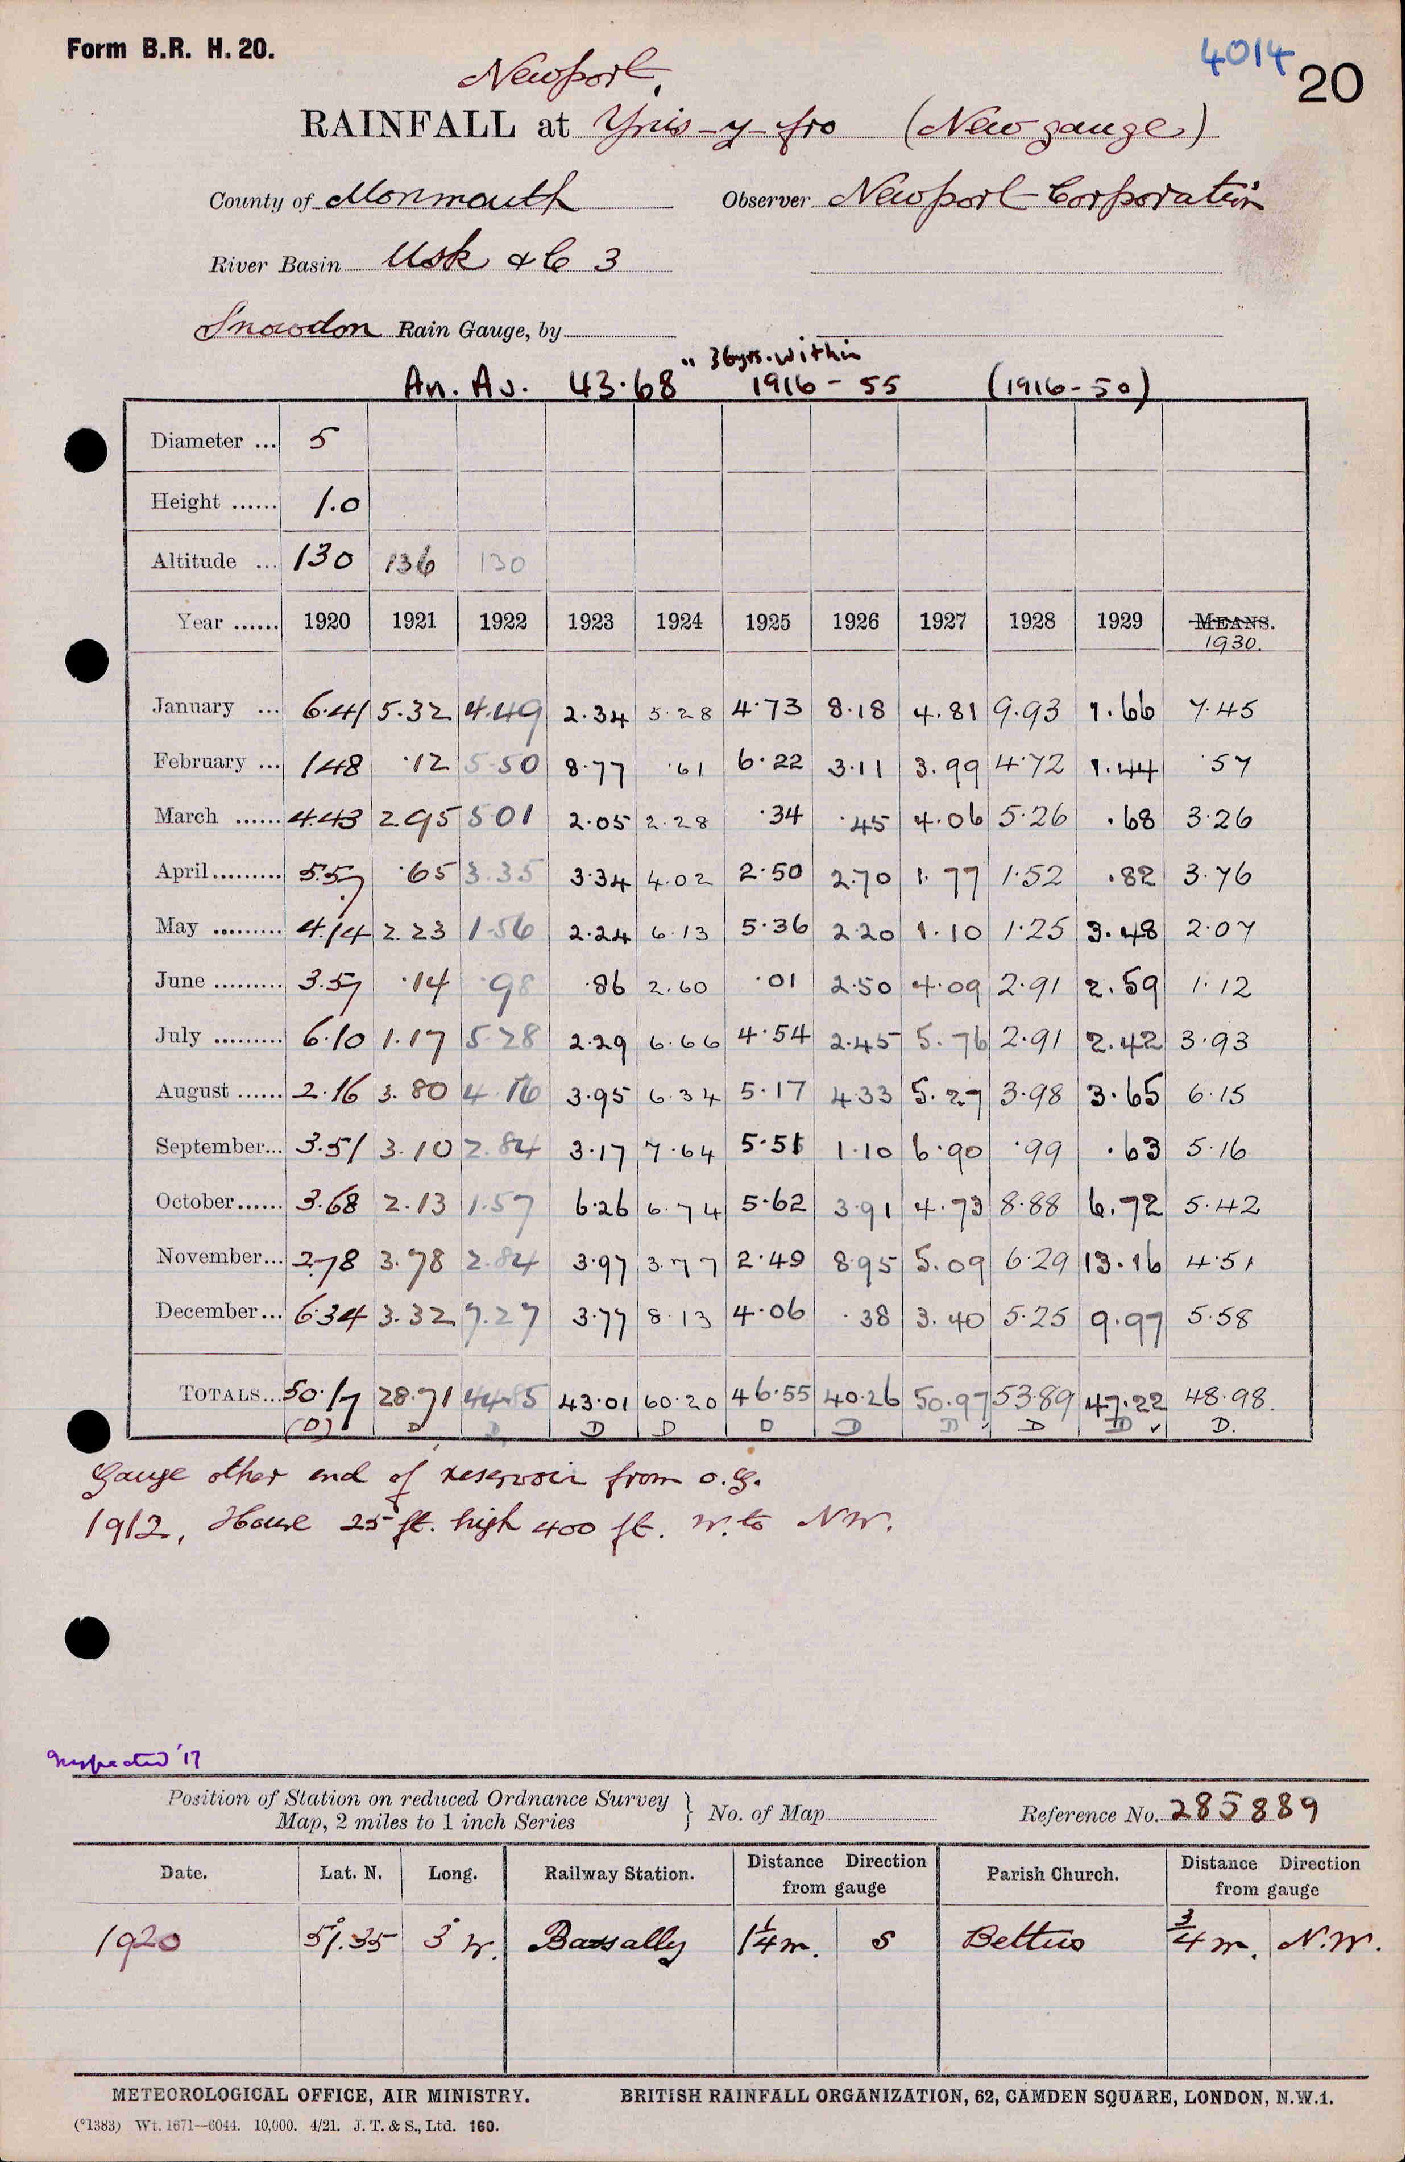 Form B.R. H. 20.
4014
20
Newport,
RAINFALL at Ynis-y-fro (New gauge)
County of Monmouth Observer Newport Corporation
River Basin Usk &c 3
Snowdon Rain Gauge, by
An. Av. 43.68" 36yrs. within 1916 - 55 (1916-50)
Diameter ... 5
Height ...... 1.0
Altitude ... 130 136 130
Year ...... 1920 1921 1922 1923 1924 1925 1926 1927 1928 1929 MEANS.
1930.
January ... 6.41 5.32 4.49 2.34 5.28 4.73 8.18 4.81 9.93 1.66 7.45
February ... 1.48 .12 5.50 8.77 .61 6.22 3.11 3.99 4.72 1.44 .57
March ...... 4.43 2.95 5.01 2.05 2.28 .34 .45 4.06 5.26 .68 3.26
April......... 5.57 .65 3.35 3.34 4.02 2.50 2.70 1.77 1.52 .82 3.76
May ......... 4.14 2.23 1.56 2.24 6.13 5.36 2.20 1.10 1.25 3.48 2.07
June ......... 3.57 .14 .98 .86 2.60 .01 2.50 4.09 2.91 2.59 1.12
July ......... 6.10 1.17 5.28 2.29 6.66 4.54 2.45 5.76 2.91 2.42 3.93
August ...... 2.16 3.80 4.16 3.95 6.34 5.17 4.33 5.27 3.98 3.65 6.15
September... 3.51 3.10 2.84 3.17 7.64 5.51 1.10 6.90 .99 .63 5.16
October...... 3.68 2.13 1.57 6.26 6.74 5.62 3.91 4.73 8.88 6.72 5.42
November... 2.78 3.78 2.84 3.97 3.77 2.49 8.95 5.09 6.29 13.16 4.51
December... 6.34 3.32 7.27 3.77 8.13 4.06 .38 3.40 5.25 9.97 5.58
TOTALS... 50.17 28.71 44.85 43.01 60.20 46.55 40.26 50.97 53.89 47.22 48.98.
(D) D D D D D D D ✓ D D ✓ D.
Gauge other end of reservoir from o.g.
1912, House 25 ft. high 400 ft. W. to NW.
Inspected '17
Position of Station on reduced Ordnance Survey
Map, 2 miles to 1 inch Series } No. of Map Reference No. 285889
Date. Lat. N. Long. Railway Station. Distance Direction from gauge Parish Church. Distance Direction from gauge
1920 51°.35 3° W. Bassally 1 1/4 m. S Bettws 3/4 m. N.W.
METEOROLOGICAL OFFICE, AIR MINISTRY. BRITISH RAINFALL ORGANIZATION, 62, CAMDEN SQUARE, LONDON, N.W.1.
(°1383) Wt. 1671—6044. 10,000. 4/21. J. T. & S., Ltd. 160.